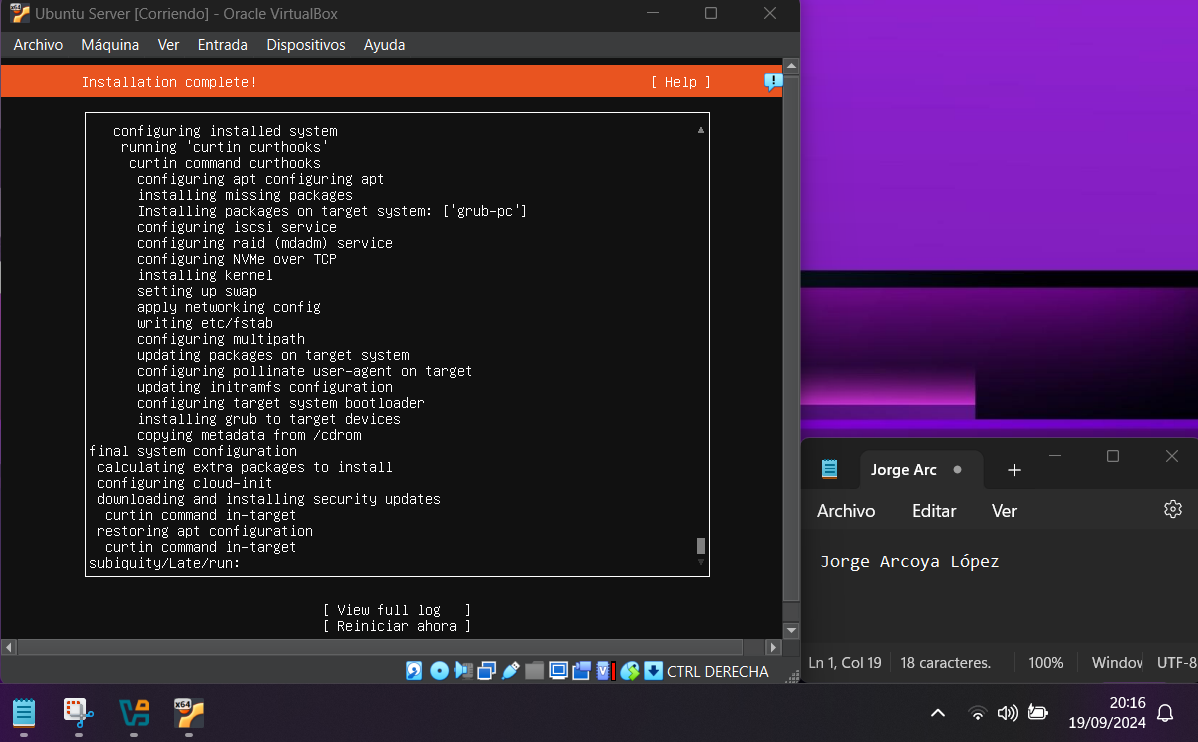 Ubuntu Server [Corriendo] - Oracle VirtualBox
Archivo Máquina Ver Entrada Dispositivos Ayuda
Installation complete! [ Help ]
configuring installed system
running 'curtin curthooks'
curtin command curthooks
configuring apt configuring apt
installing missing packages
Installing packages on target system: ['grub-pc']
configuring iscsi service
configuring raid (mdadm) service
configuring NVMe over TCP
installing kernel
setting up swap
apply networking config
writing etc/fstab
configuring multipath
updating packages on target system
configuring pollinate user-agent on target
updating initramfs configuration
configuring target system bootloader
installing grub to target devices
copying metadata from /cdrom
final system configuration
calculating extra packages to install
configuring cloud-init
downloading and installing security updates
curtin command in-target
restoring apt configuration
curtin command in-target
subiquity/Late/run:
[ View full log ]
[ Reiniciar ahora ]
CTRL DERECHA
Jorge Arc
Archivo Editar Ver
Jorge Arcoya López
Ln 1, Col 19 18 caracteres. 100% Window UTF-8
x64
20:16
19/09/2024